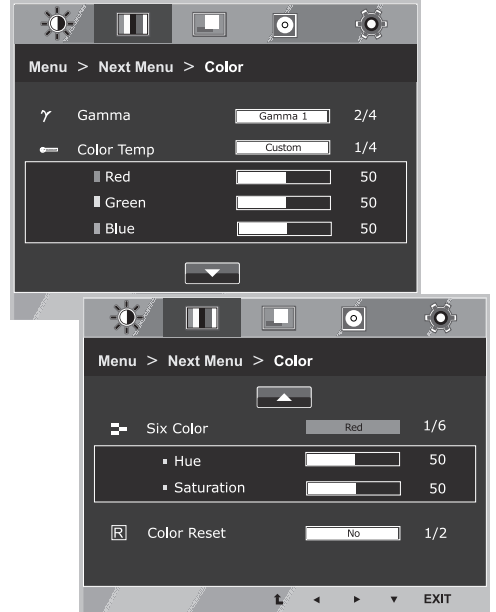 Menu > Next Menu > Color
γ Gamma Gamma 1 2/4
Color Temp Custom 1/4
Red 50
Green 50
Blue 50
Menu > Next Menu > Color
Six Color Red 1/6
Hue 50
Saturation 50
R Color Reset No 1/2
EXIT